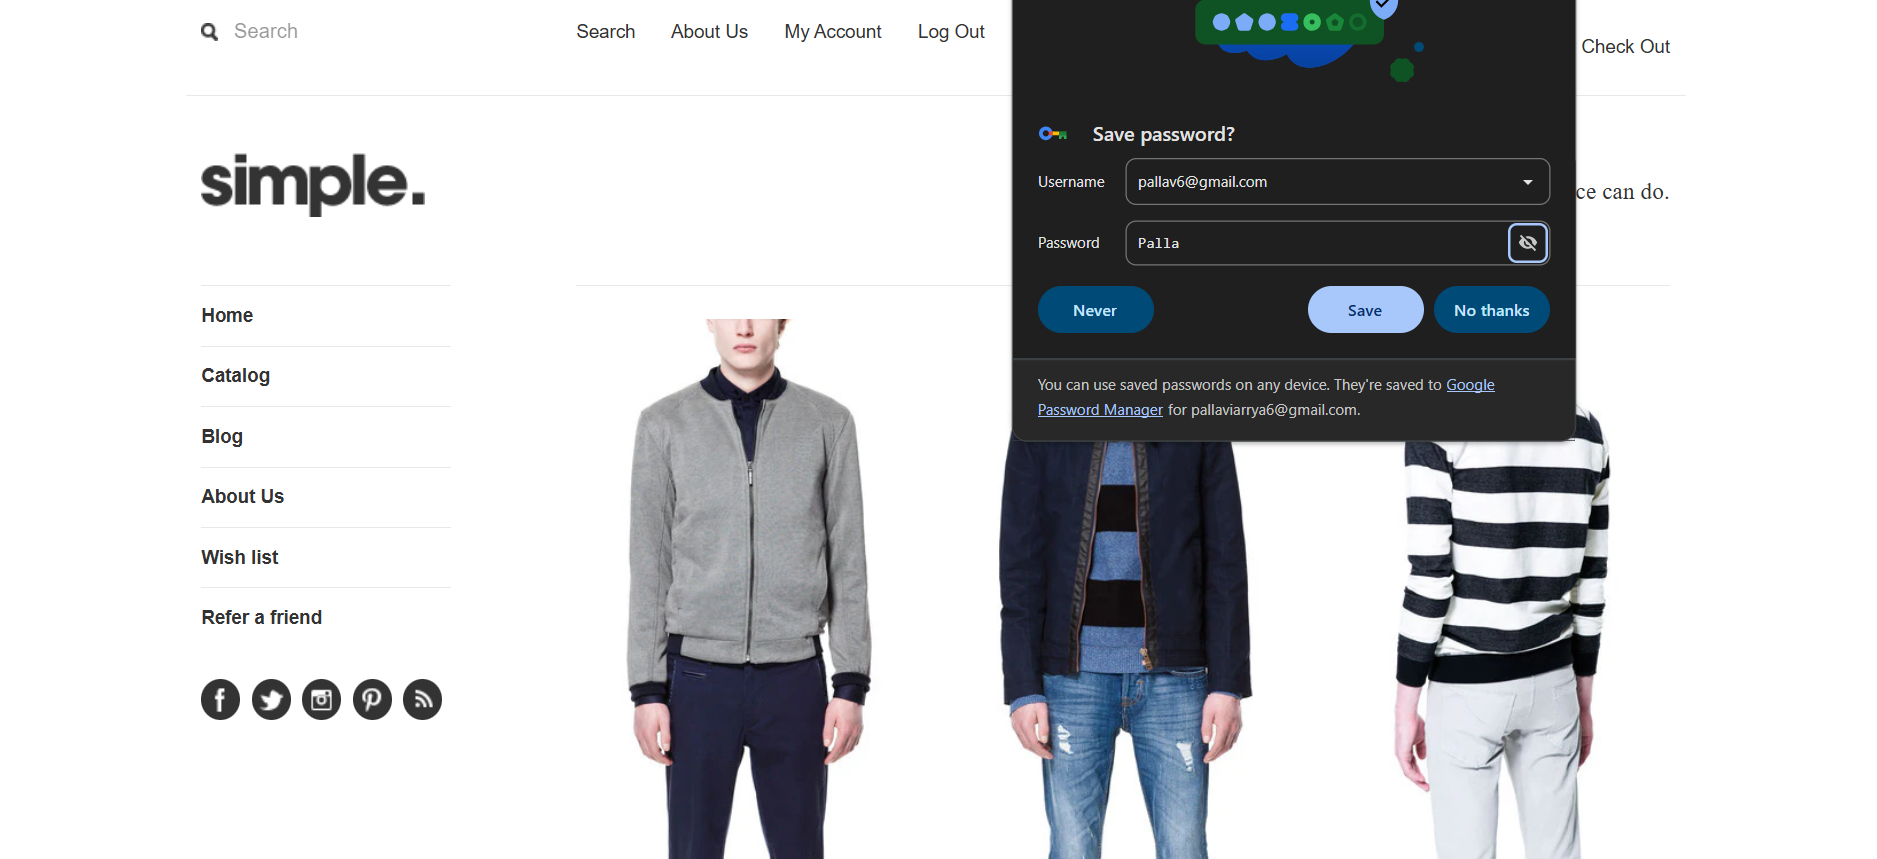 Search
Search
About Us
My Account
Log Out
Check Out
Save password?
simple.
Username
pallav6@gmail.com
ce can do.
Password
Palla
Never
Save
No thanks
You can use saved passwords on any device. They're saved to Google
Password Manager for pallaviarrya6@gmail.com.
Home
Catalog
Blog
About Us
Wish list
Refer a friend